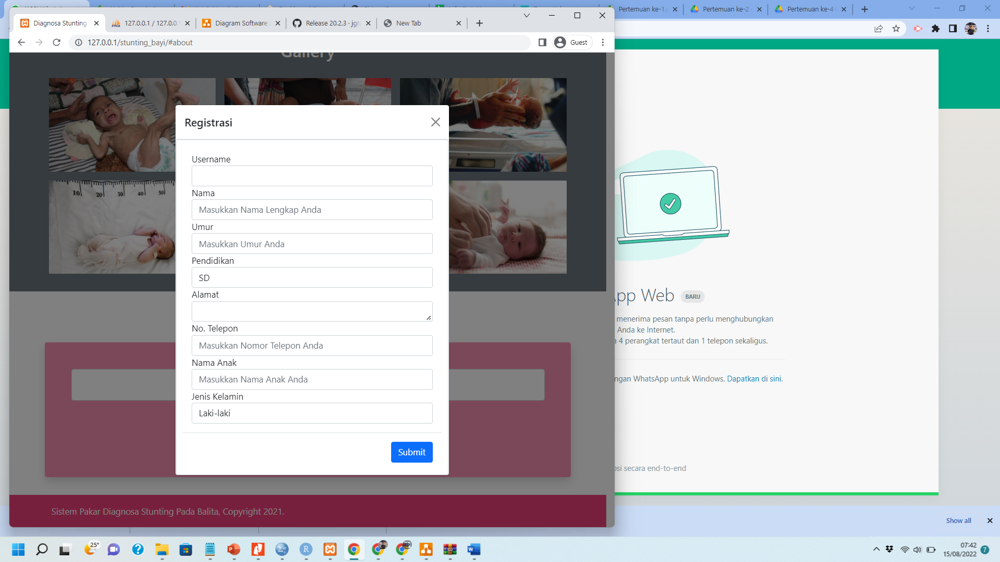 Diagnosa Stunting
127.0.0.1 / 127.0.0.
Diagram Software
Release 20.2.3 · jgra
New Tab
Pertemuan ke-1.
Pertemuan ke-2
Pertemuan ke-4
127.0.0.1/stunting_bayi/#about
Guest
Gallery
10 20 30 40 50
Registrasi
Username
Nama
Masukkan Nama Lengkap Anda
Umur
Masukkan Umur Anda
Pendidikan
SD
Alamat
No. Telepon
Masukkan Nomor Telepon Anda
Nama Anak
Masukkan Nama Anak Anda
Jenis Kelamin
Laki-laki
Submit
Sistem Pakar Diagnosa Stunting Pada Balita, Copyright 2021.
App Web BARU
menerima pesan tanpa perlu menghubungkan
Anda ke Internet.
a 4 perangkat tertaut dan 1 telepon sekaligus.
ngan WhatsApp untuk Windows. Dapatkan di sini.
psi secara end-to-end
Show all
25°
07:42
15/08/2022
7